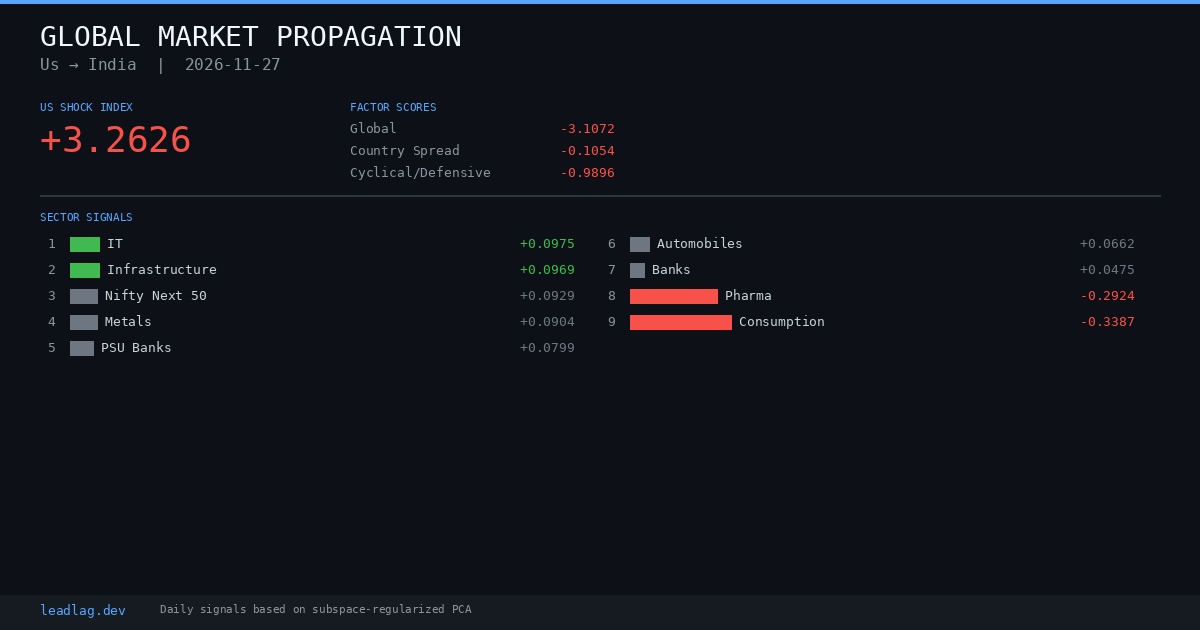 GLOBAL MARKET PROPAGATION
Us → India | 2026-11-27
US SHOCK INDEX
+3.2626
FACTOR SCORES
Global -3.1072
Country Spread -0.1054
Cyclical/Defensive -0.9896
SECTOR SIGNALS
1 IT +0.0975
2 Infrastructure +0.0969
3 Nifty Next 50 +0.0929
4 Metals +0.0904
5 PSU Banks +0.0799
6 Automobiles +0.0662
7 Banks +0.0475
8 Pharma -0.2924
9 Consumption -0.3387
leadlag.dev Daily signals based on subspace-regularized PCA